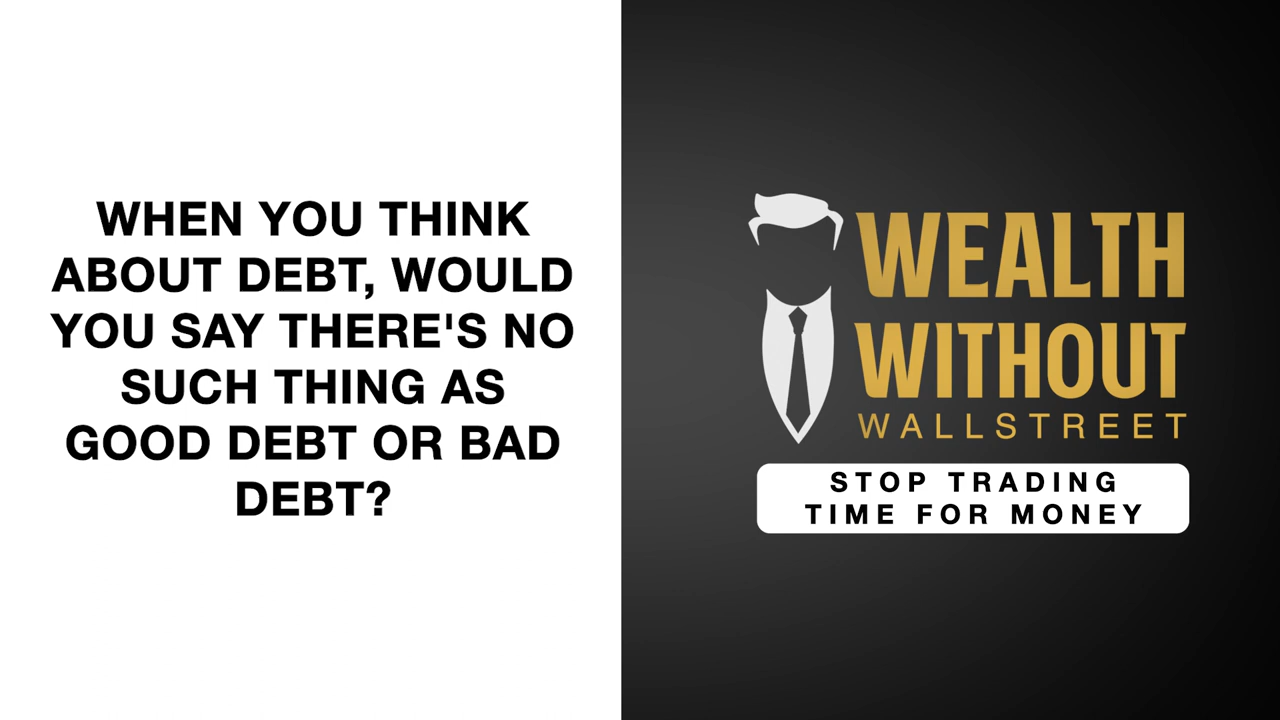 WHEN YOU THINK
ABOUT DEBT, WOULD
YOU SAY THERE'S NO
SUCH THING AS
GOOD DEBT OR BAD
DEBT?
WEALTH
WITHOUT
WALLSTREET
STOP TRADING
TIME FOR MONEY